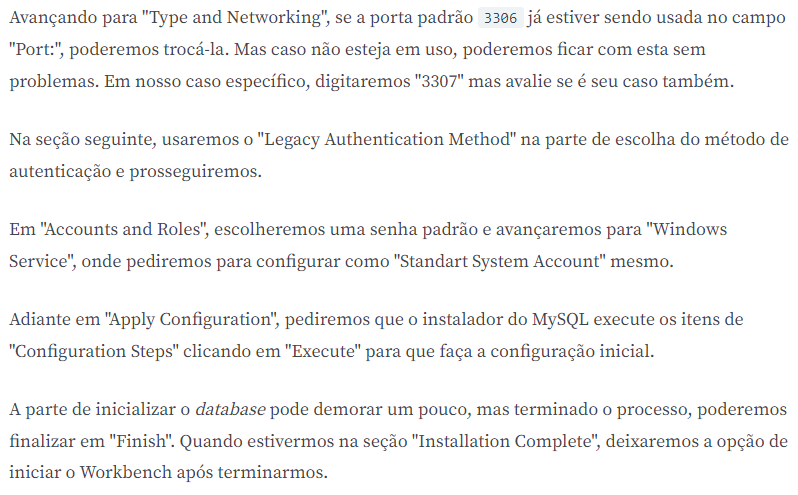 Avançando para "Type and Networking", se a porta padrão 3306 já estiver sendo usada no campo
"Port:", poderemos trocá-la. Mas caso não esteja em uso, poderemos ficar com esta sem
problemas. Em nosso caso específico, digitaremos "3307" mas avalie se é seu caso também.
Na seção seguinte, usaremos o "Legacy Authentication Method" na parte de escolha do método de
autenticação e prosseguiremos.
Em "Accounts and Roles", escolheremos uma senha padrão e avançaremos para "Windows
Service", onde pediremos para configurar como "Standart System Account" mesmo.
Adiante em "Apply Configuration", pediremos que o instalador do MySQL execute os itens de
"Configuration Steps" clicando em "Execute" para que faça a configuração inicial.
A parte de inicializar o database pode demorar um pouco, mas terminado o processo, poderemos
finalizar em "Finish". Quando estivermos na seção "Installation Complete", deixaremos a opção de
iniciar o Workbench após terminarmos.